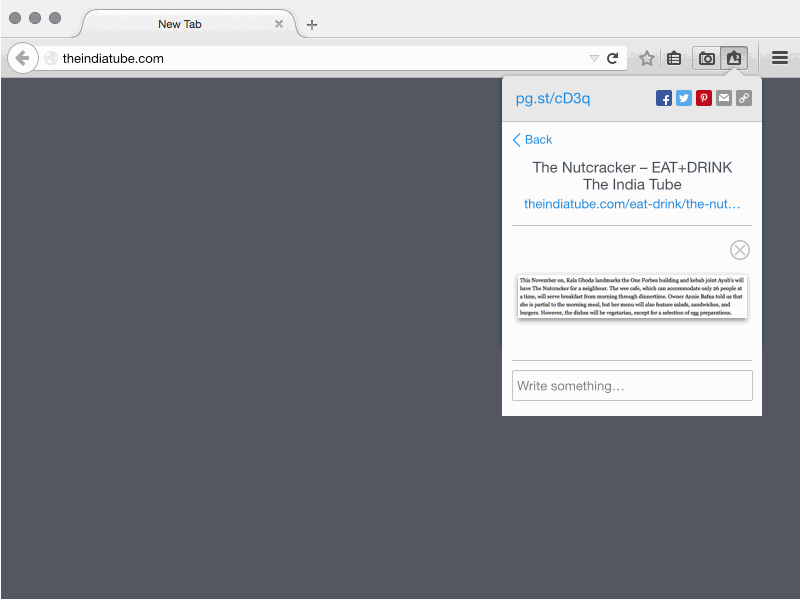 New Tab
theindiatube.com
pg.st/cD3q
Back
The Nutcracker – EAT+DRINK
The India Tube
theindiatube.com/eat-drink/the-nut…
This November on, Kala Ghoda landmarks the One Forbes building and kebab joint Ayub's will
have The Nutcracker for a neighbour. The wee cafe, which can accommodate only 26 people at
a time, will serve breakfast from morning through dinnertime. Owner Annie Bafna told us that
she is partial to the morning meal, but her menu will also feature salads, sandwiches, and
burgers. However, the dishes will be vegetarian, except for a selection of egg preparations.
Write something…